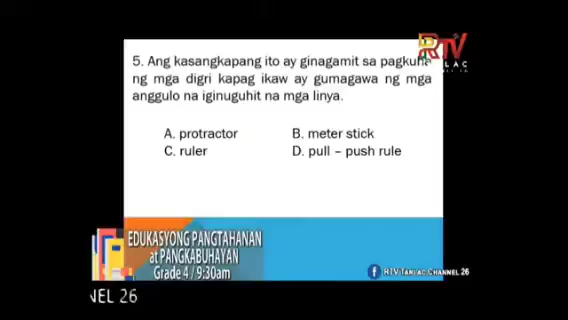 RTV
5. Ang kasangkapang ito ay ginagamit sa pagkuha
ng mga digri kapag ikaw ay gumagawa ng mga
anggulo na iginuguhit na mga linya.
A. protractor B. meter stick
C. ruler D. pull – push rule
EDUKASYONG PANGTAHANAN
at PANGKABUHAYAN
Grade 4 / 9:30am
RTV TARLAC CHANNEL 26
NEL 26